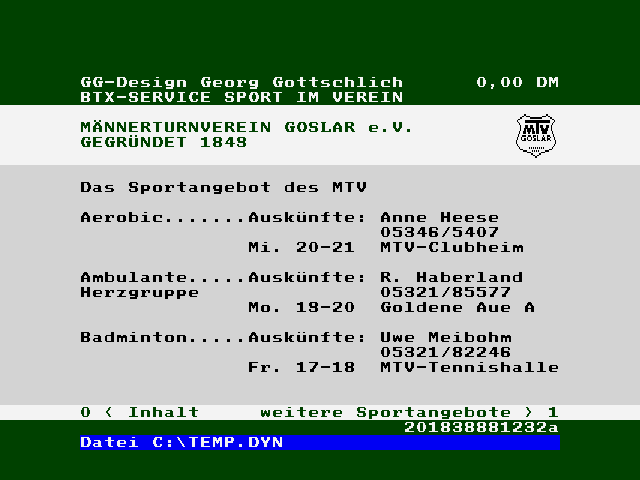 GG-Design Georg Gottschlich 0,00 DM
BTX-SERVICE SPORT IM VEREIN
MÄNNERTURNVEREIN GOSLAR e.V.
GEGRÜNDET 1848
MTV
GOSLAR
Das Sportangebot des MTV
Aerobic.......Auskünfte: Anne Heese
05346/5407
Mi. 20-21 MTV-Clubheim
Ambulante.....Auskünfte: R. Haberland
Herzgruppe 05321/85577
Mo. 18-20 Goldene Aue A
Badminton.....Auskünfte: Uwe Meibohm
05321/82246
Fr. 17-18 MTV-Tennishalle
0 < Inhalt weitere Sportangebote > 1
201838881232a
Datei C:\TEMP.DYN